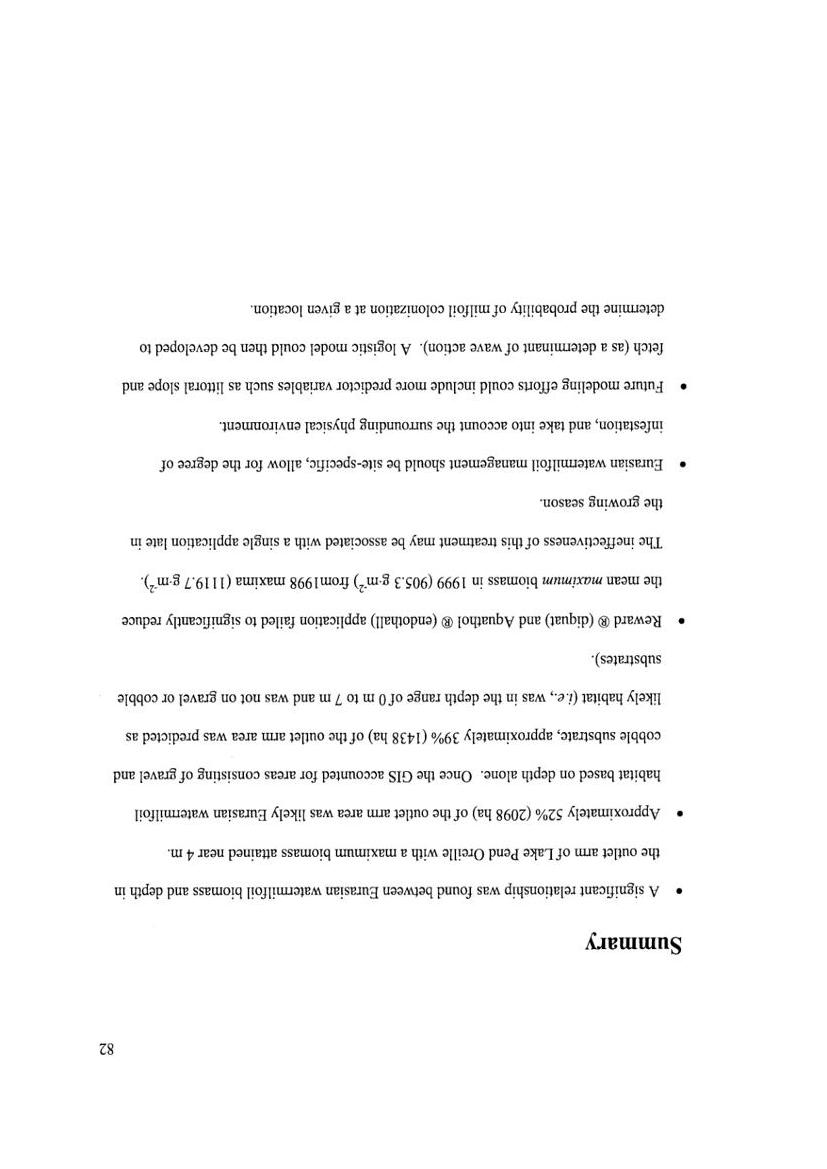 82
Summary
• A significant relationship was found between Eurasian watermilfoil biomass and depth in
the outlet arm of Lake Pend Oreille with a maximum biomass attained near 4 m.
• Approximately 52% (2098 ha) of the outlet arm area was likely Eurasian watermilfoil
habitat based on depth alone. Once the GIS accounted for areas consisting of gravel and
cobble substrate, approximately 39% (1438 ha) of the outlet arm area was predicted as
likely habitat (i.e., was in the depth range of 0 m to 7 m and was not on gravel or cobble
substrates).
• Reward ® (diquat) and Aquathol ® (endothall) application failed to significantly reduce
the mean maximum biomass in 1999 (905.3 g·m⁻²) from1998 maxima (1119.7 g·m⁻²).
The ineffectiveness of this treatment may be associated with a single application late in
the growing season.
• Eurasian watermilfoil management should be site-specific, allow for the degree of
infestation, and take into account the surrounding physical environment.
• Future modeling efforts could include more predictor variables such as littoral slope and
fetch (as a determinant of wave action). A logistic model could then be developed to
determine the probability of milfoil colonization at a given location.